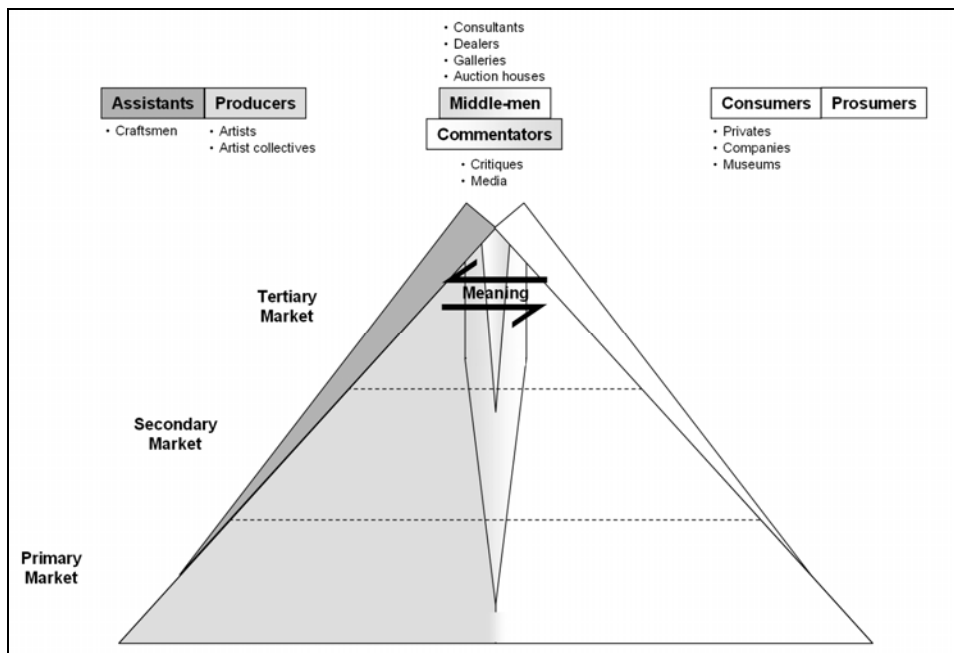 • Consultants
• Dealers
• Galleries
• Auction houses
Assistants
Producers
Middle-men
Consumers
Prosumers
• Craftsmen
• Artists
• Artist collectives
Commentators
• Privates
• Companies
• Museums
• Critiques
• Media
Meaning
Tertiary
Market
Secondary
Market
Primary
Market